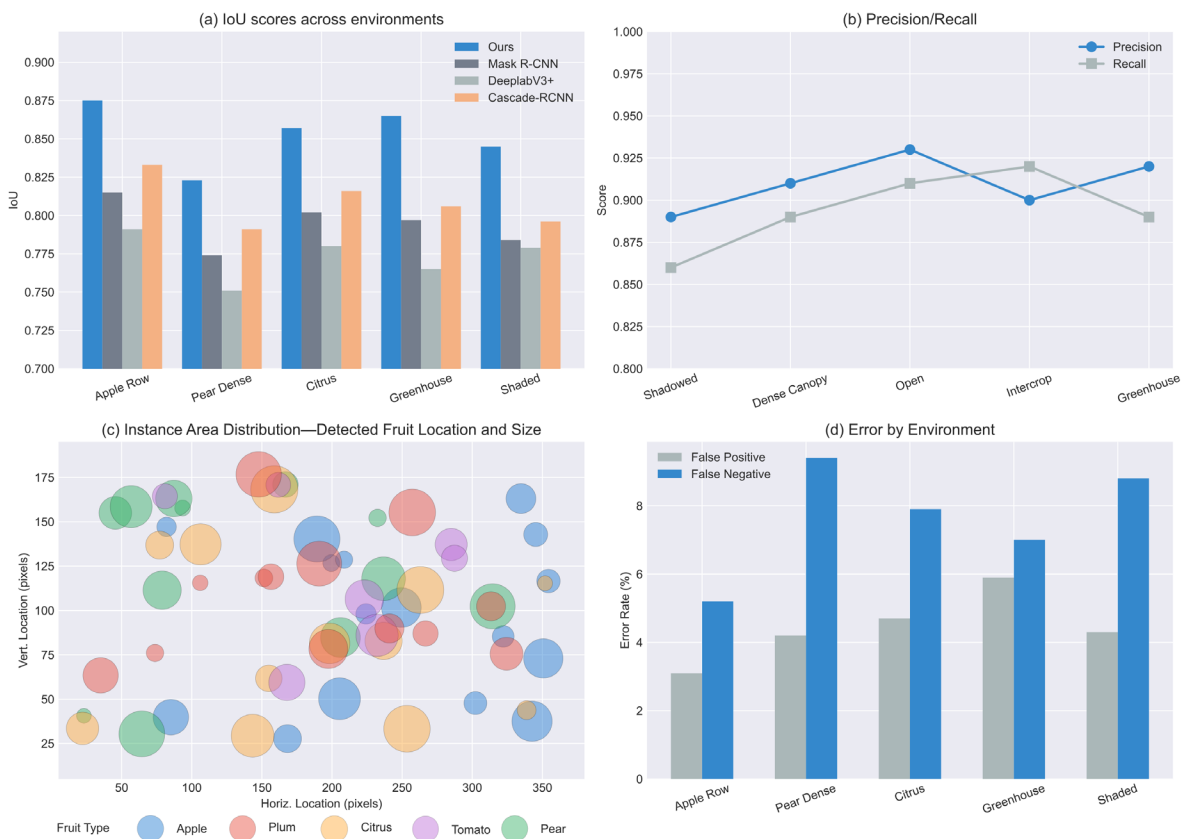 (a) IoU scores across environments
Ours
Mask R-CNN
DeeplabV3+
Cascade-RCNN
IoU
0.900
0.875
0.850
0.825
0.800
0.775
0.750
0.725
0.700
Apple Row
Pear Dense
Citrus
Greenhouse
Shaded
(b) Precision/Recall
Precision
Recall
Score
1.000
0.975
0.950
0.925
0.900
0.875
0.850
0.825
0.800
Shadowed
Dense Canopy
Open
Intercrop
Greenhouse
(c) Instance Area Distribution—Detected Fruit Location and Size
Vert. Location (pixels)
175
150
125
100
75
50
25
50
100
150
200
250
300
350
Horiz. Location (pixels)
Fruit Type
Apple
Plum
Citrus
Tomato
Pear
(d) Error by Environment
False Positive
False Negative
Error Rate (%)
8
6
4
2
0
Apple Row
Pear Dense
Citrus
Greenhouse
Shaded